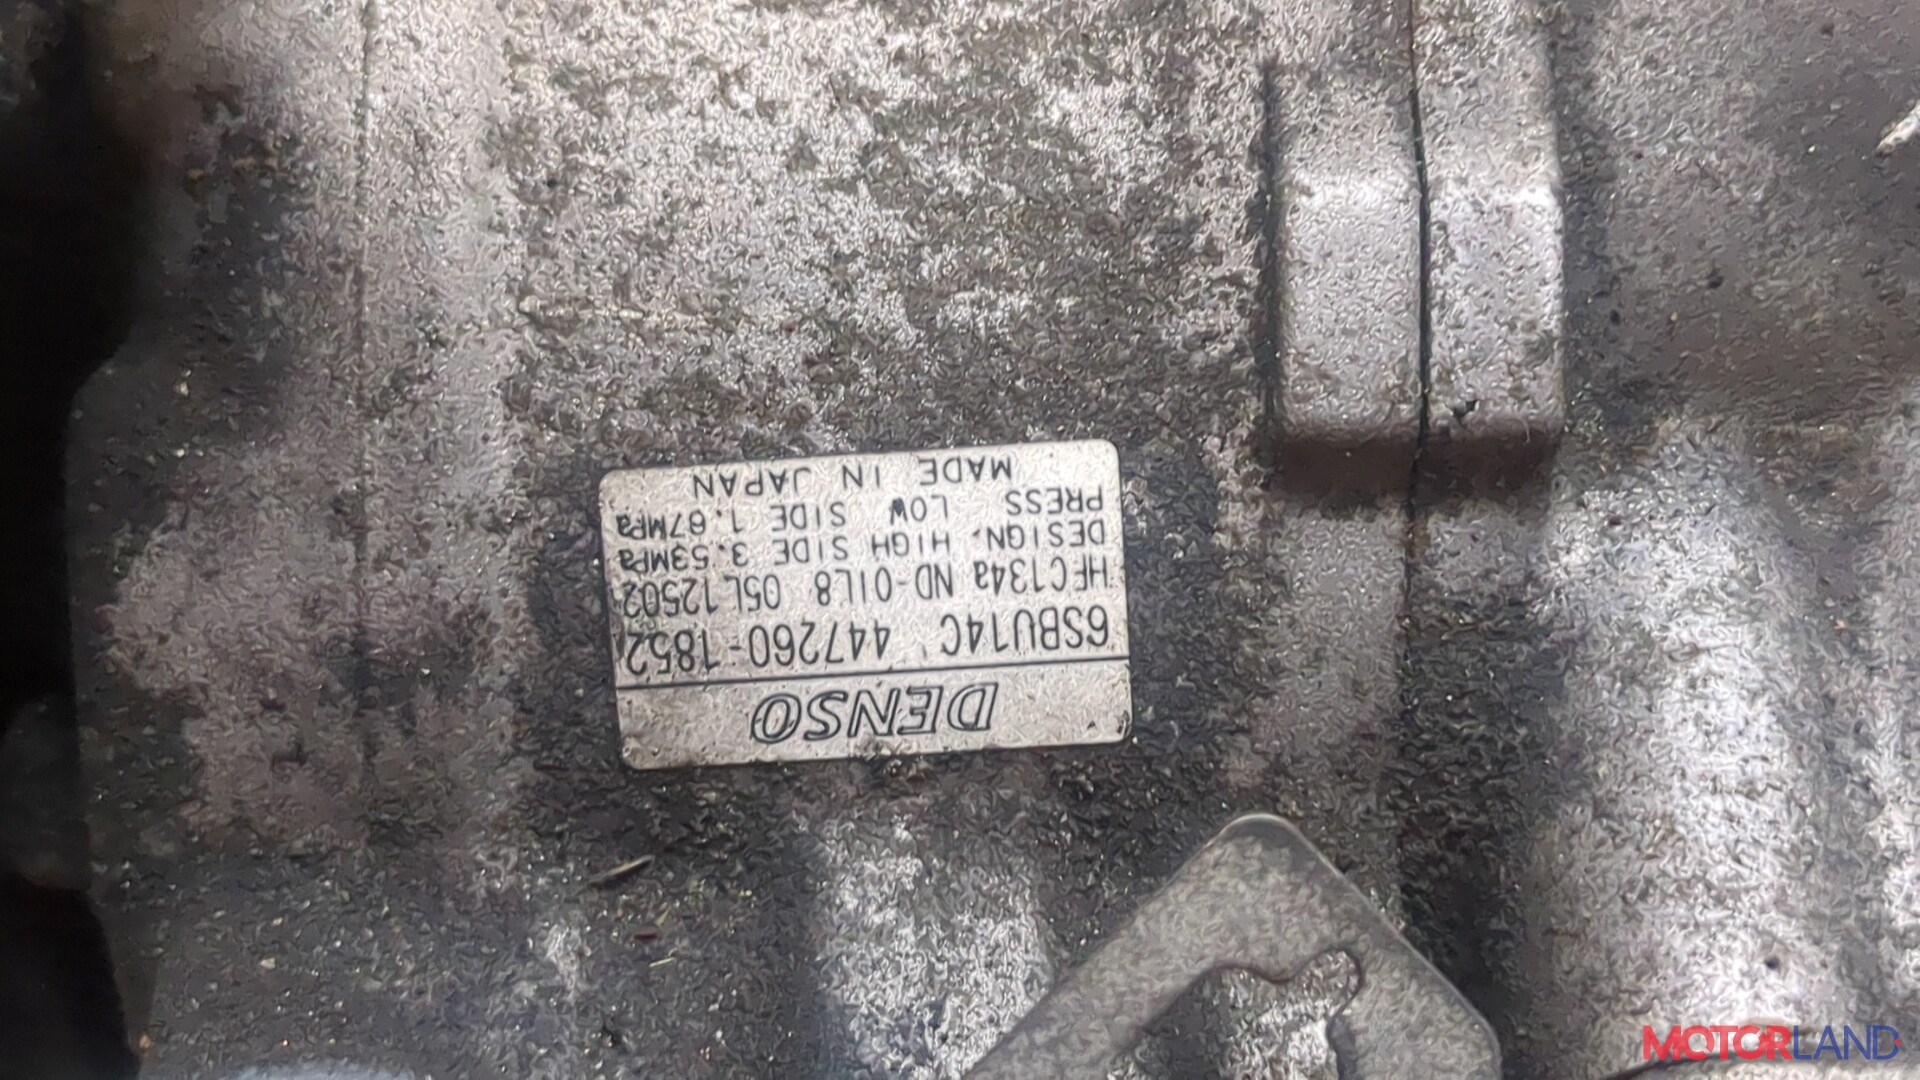 DENSO
6SBU14C 447260-1852
HFC134a ND-OIL8 05L12502
DESIGN. HIGH SIDE 3.53MPa
PRESS LOW SIDE 1.67MPa
MADE IN JAPAN
MOTORLAND